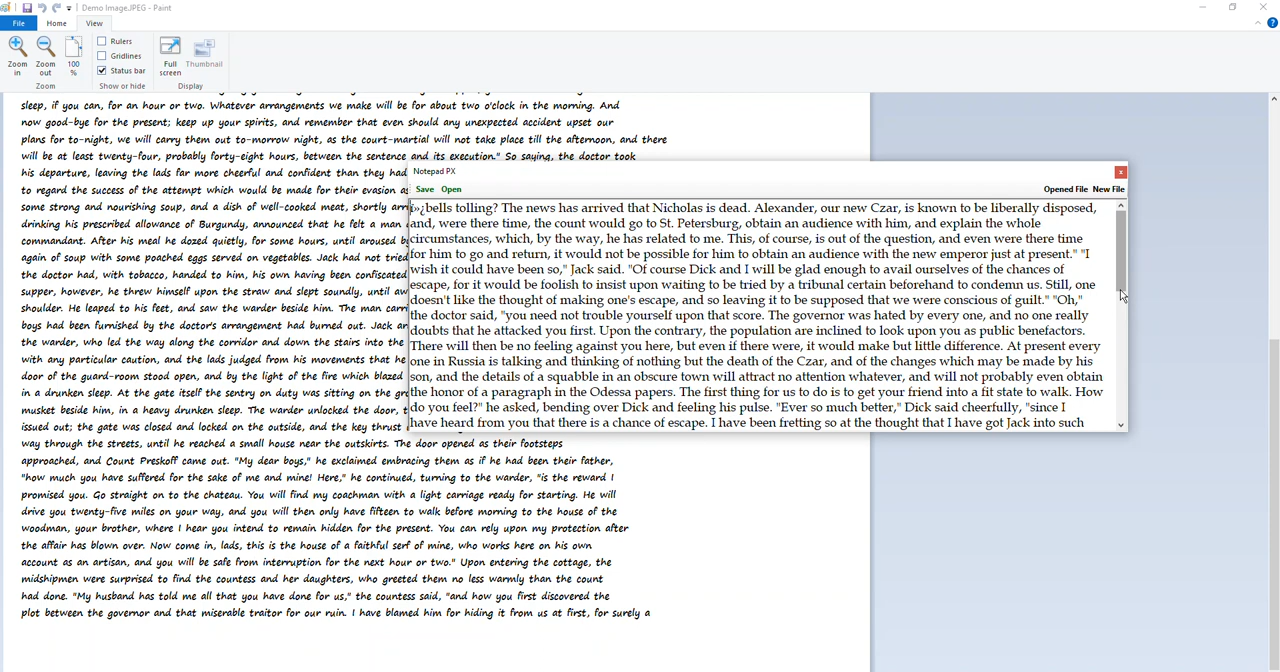 Demo Image.JPEG - Paint
File Home View
Zoom in
Zoom out
100 %
Rulers
Gridlines
Status bar
Full screen
Thumbnail
Zoom
Show or hide
Display
sleep, if you can, for an hour or two. Whatever arrangements we make will be for about two o'clock in the morning. And
now good-bye for the present; keep up your spirits, and remember that even should any unexpected accident upset our
plans for to-night, we will carry them out to-morrow night, as the court-martial will not take place till the afternoon, and there
will be at least twenty-four, probably forty-eight hours, between the sentence and its execution." So saying, the doctor took
his departure, leaving the lads far more cheerful and confident than they had
to regard the success of the attempt which would be made for their evasion as
some strong and nourishing soup, and a dish of well-cooked meat, shortly arr
drinking his prescribed allowance of Burgundy, announced that he felt a man
commandant. After his meal he dozed quietly, for some hours, until aroused by
again of soup with some poached eggs served on vegetables. Jack had not tried
the doctor had, with tobacco, handed to him, his own having been confiscated
supper, however, he threw himself upon the straw and slept soundly, until aw
shoulder. He leaped to his feet, and saw the warder beside him. The man carr
boys had been furnished by the doctor's arrangement had burned out. Jack ar
the warder, who led the way along the corridor and down the stairs into the
with any particular caution, and the lads judged from his movements that he
door of the guard-room stood open, and by the light of the fire which blazed
in a drunken sleep. At the gate itself the sentry on duty was sitting on the gr
musket beside him, in a heavy drunken sleep. The warder unlocked the door, t
issued out; the gate was closed and locked on the outside, and the key thrust
way through the streets, until he reached a small house near the outskirts. The door opened as their footsteps
approached, and Count Preskoff came out. "My dear boys," he exclaimed embracing them as if he had been their father,
"how much you have suffered for the sake of me and mine! Here," he continued, turning to the warder, "is the reward I
promised you. Go straight on to the chateau. You will find my coachman with a light carriage ready for starting. He will
drive you twenty-five miles on your way, and you will then only have fifteen to walk before morning to the house of the
woodman, your brother, where I hear you intend to remain hidden for the present. You can rely upon my protection after
the affair has blown over. Now come in, lads, this is the house of a faithful serf of mine, who works here on his own
account as an artisan, and you will be safe from interruption for the next hour or two." Upon entering the cottage, the
midshipmen were surprised to find the countess and her daughters, who greeted them no less warmly than the count
had done. "My husband has told me all that you have done for us," the countess said, "and how you first discovered the
plot between the governor and that miserable traitor for our ruin. I have blamed him for hiding it from us at first, for surely a
Notepad PX
Save Open Opened File New File
ï»¿bells tolling? The news has arrived that Nicholas is dead. Alexander, our new Czar, is known to be liberally disposed,
and, were there time, the count would go to St. Petersburg, obtain an audience with him, and explain the whole
circumstances, which, by the way, he has related to me. This, of course, is out of the question, and even were there time
for him to go and return, it would not be possible for him to obtain an audience with the new emperor just at present." "I
wish it could have been so," Jack said. "Of course Dick and I will be glad enough to avail ourselves of the chances of
escape, for it would be foolish to insist upon waiting to be tried by a tribunal certain beforehand to condemn us. Still, one
doesn't like the thought of making one's escape, and so leaving it to be supposed that we were conscious of guilt." "Oh,"
the doctor said, "you need not trouble yourself upon that score. The governor was hated by every one, and no one really
doubts that he attacked you first. Upon the contrary, the population are inclined to look upon you as public benefactors.
There will then be no feeling against you here, but even if there were, it would make but little difference. At present every
one in Russia is talking and thinking of nothing but the death of the Czar, and of the changes which may be made by his
son, and the details of a squabble in an obscure town will attract no attention whatever, and will not probably even obtain
the honor of a paragraph in the Odessa papers. The first thing for us to do is to get your friend into a fit state to walk. How
do you feel?" he asked, bending over Dick and feeling his pulse. "Ever so much better," Dick said cheerfully, "since I
have heard from you that there is a chance of escape. I have been fretting so at the thought that I have got Jack into such